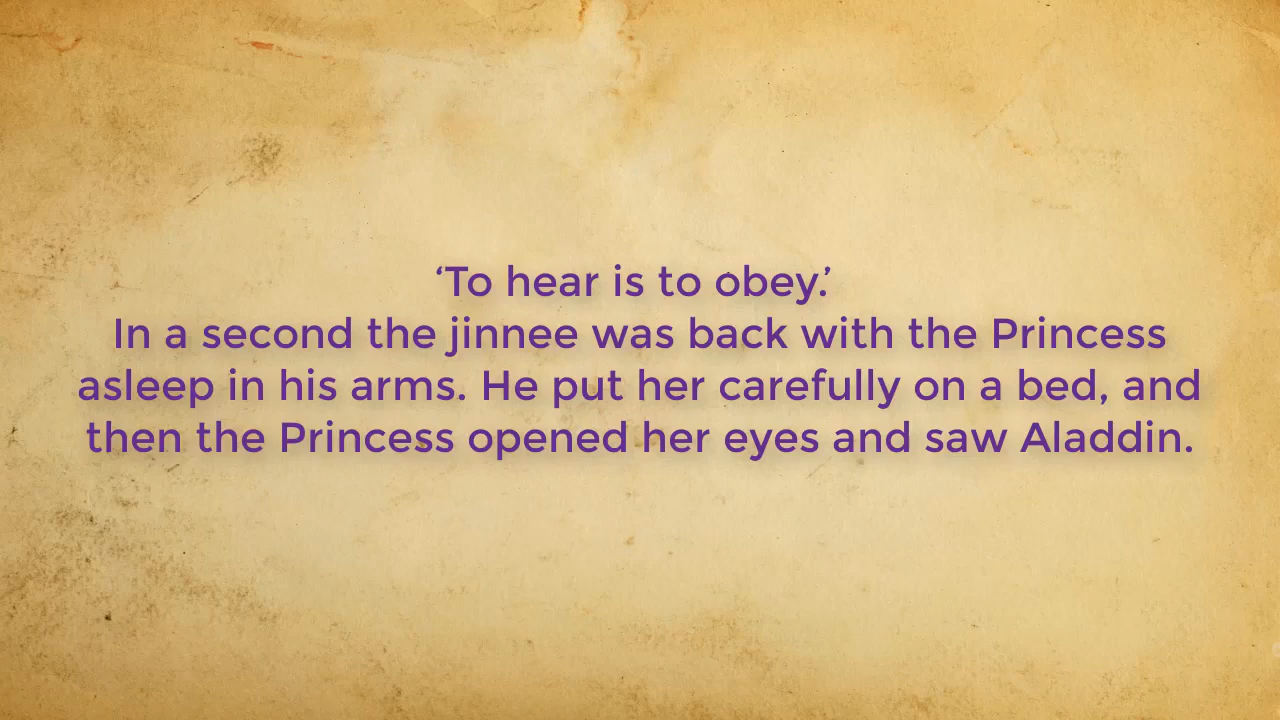 ‘To hear is to obey.’
In a second the jinnee was back with the Princess
asleep in his arms. He put her carefully on a bed, and
then the Princess opened her eyes and saw Aladdin.